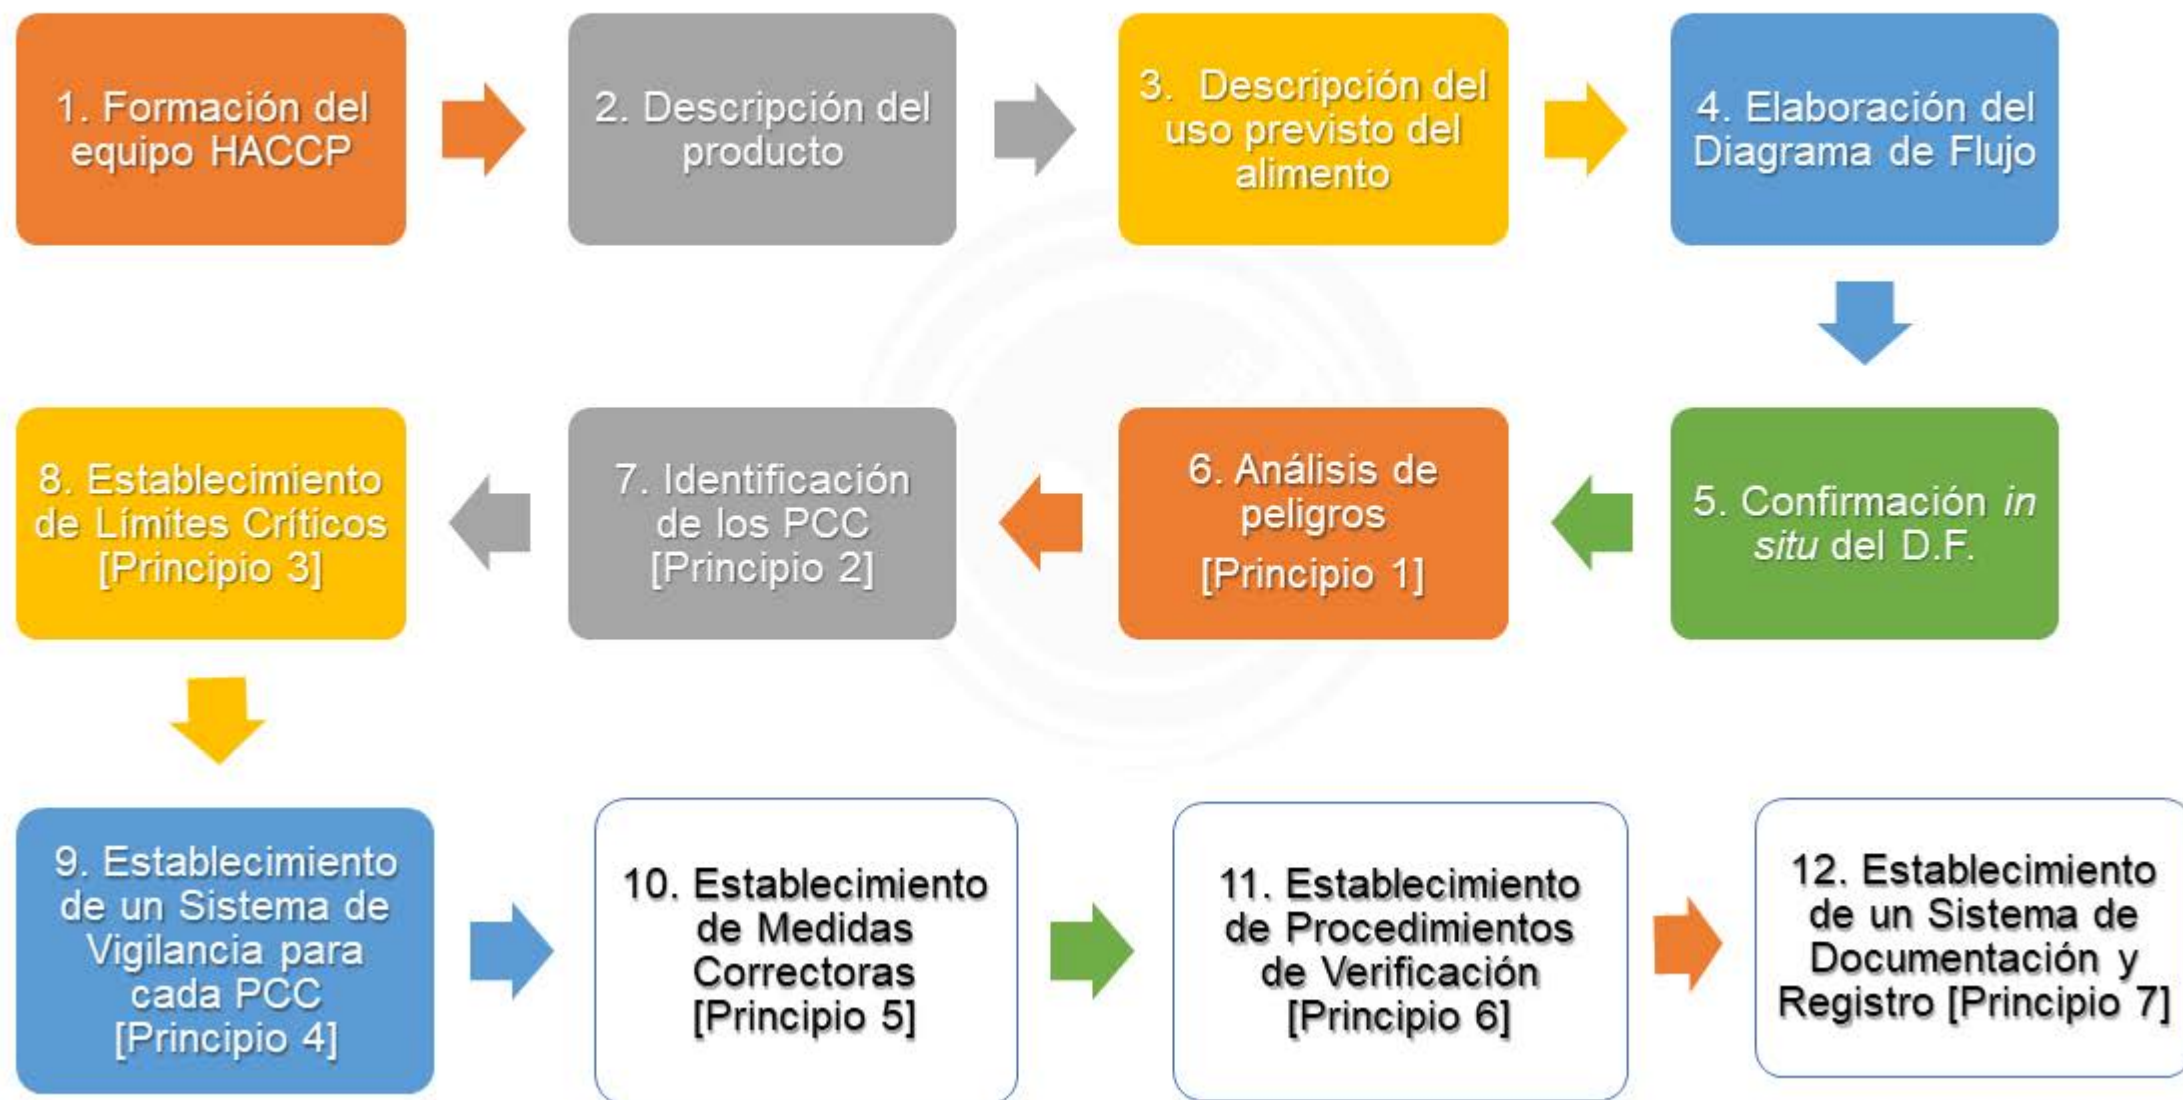 1. Formación del
equipo HACCP
2. Descripción del
producto
3. Descripción del
uso previsto del
alimento
4. Elaboración del
Diagrama de Flujo
5. Confirmación in
situ del D.F.
6. Análisis de
peligros
[Principio 1]
7. Identificación
de los PCC
[Principio 2]
8. Establecimiento
de Límites Críticos
[Principio 3]
9. Establecimiento
de un Sistema de
Vigilancia para
cada PCC
[Principio 4]
10. Establecimiento
de Medidas
Correctoras
[Principio 5]
11. Establecimiento
de Procedimientos
de Verificación
[Principio 6]
12. Establecimiento
de un Sistema de
Documentación y
Registro [Principio 7]